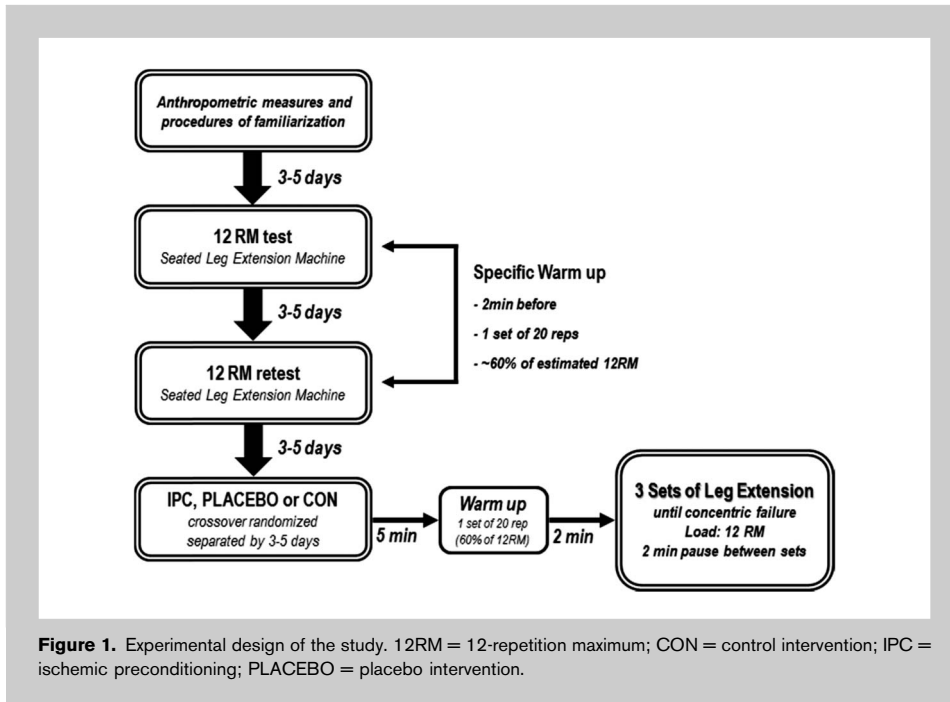 Anthropometric measures and
procedures of familiarization
3-5 days
12 RM test
Seated Leg Extension Machine
Specific Warm up
- 2min before
- 1 set of 20 reps
- ~60% of estimated 12RM
3-5 days
12 RM retest
Seated Leg Extension Machine
3-5 days
IPC, PLACEBO or CON
crossover randomized
separated by 3-5 days
5 min
Warm up
1 set of 20 rep
(60% of 12RM)
2 min
3 Sets of Leg Extension
until concentric failure
Load: 12 RM
2 min pause between sets
Figure 1. Experimental design of the study. 12RM = 12-repetition maximum; CON = control intervention; IPC =
ischemic preconditioning; PLACEBO = placebo intervention.